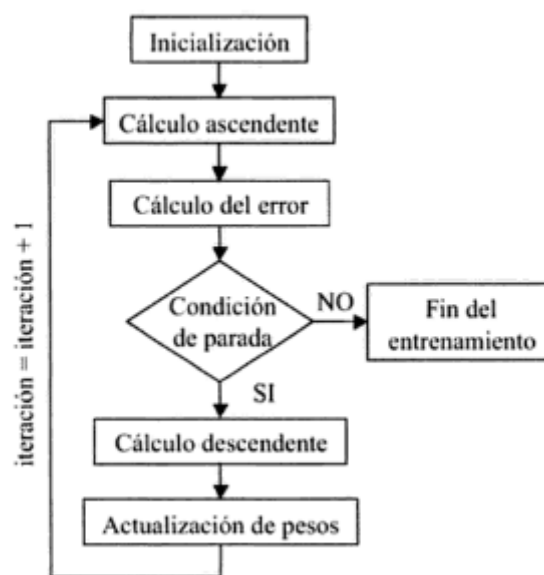 Inicialización
Cálculo ascendente
Cálculo del error
Condición
de parada
NO
Fin del
entrenamiento
SI
Cálculo descendente
Actualización de pesos
iteración = iteración + 1